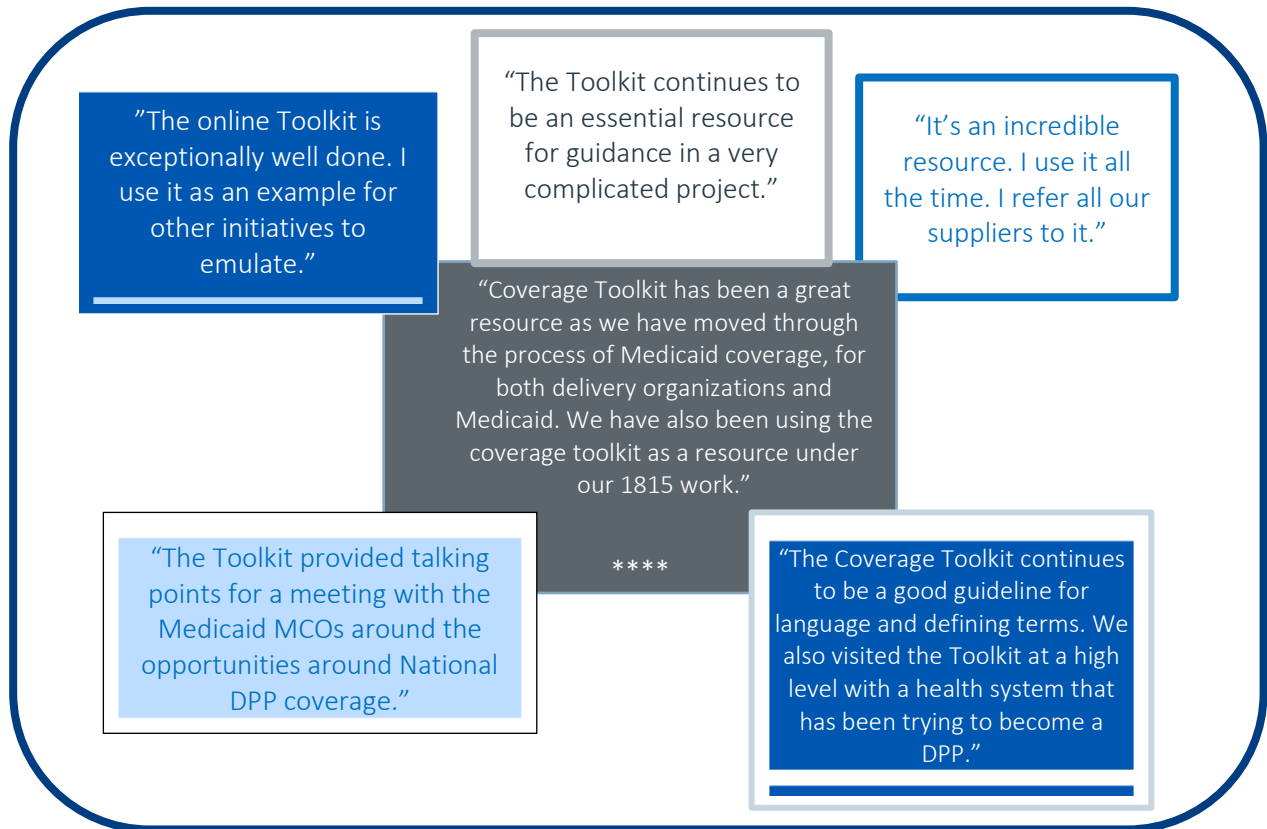 ”The online Toolkit is
exceptionally well done. I
use it as an example for
other initiatives to
emulate.”
“The Toolkit continues to
be an essential resource
for guidance in a very
complicated project.”
“It’s an incredible
resource. I use it all
the time. I refer all our
suppliers to it.”
“Coverage Toolkit has been a great
resource as we have moved through
the process of Medicaid coverage, for
both delivery organizations and
Medicaid. We have also been using the
coverage toolkit as a resource under
our 1815 work.”
****
“The Toolkit provided talking
points for a meeting with the
Medicaid MCOs around the
opportunities around National
DPP coverage.”
“The Coverage Toolkit continues
to be a good guideline for
language and defining terms. We
also visited the Toolkit at a high
level with a health system that
has been trying to become a
DPP.”